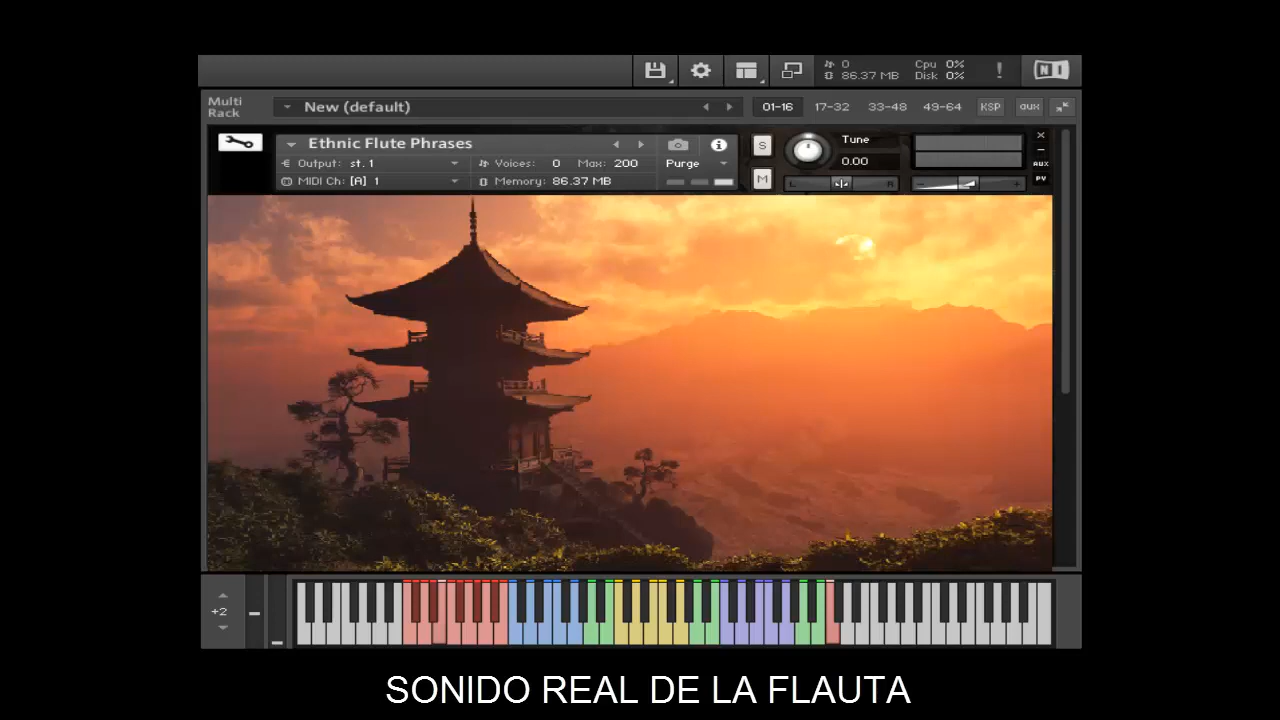 0 Cpu 0%
86.37 MB Disk 0%
! NI
Multi Rack
New (default)
01-16 17-32 33-48 49-64 KSP aux
Ethnic Flute Phrases
Output: st. 1 Voices: 0 Max: 200 Purge
MIDI Ch: [A] 1 Memory: 86.37 MB
S
M
Tune
0.00
L R
- +
AUX
PV
+2
SONIDO REAL DE LA FLAUTA